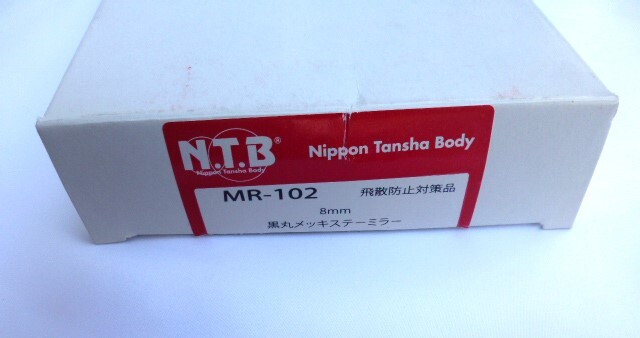 N.T.B®
Nippon Tansha Body
Nippon Tansha Body
MR-102 飛散防止対策品
8mm
黒丸メッキステーミラー